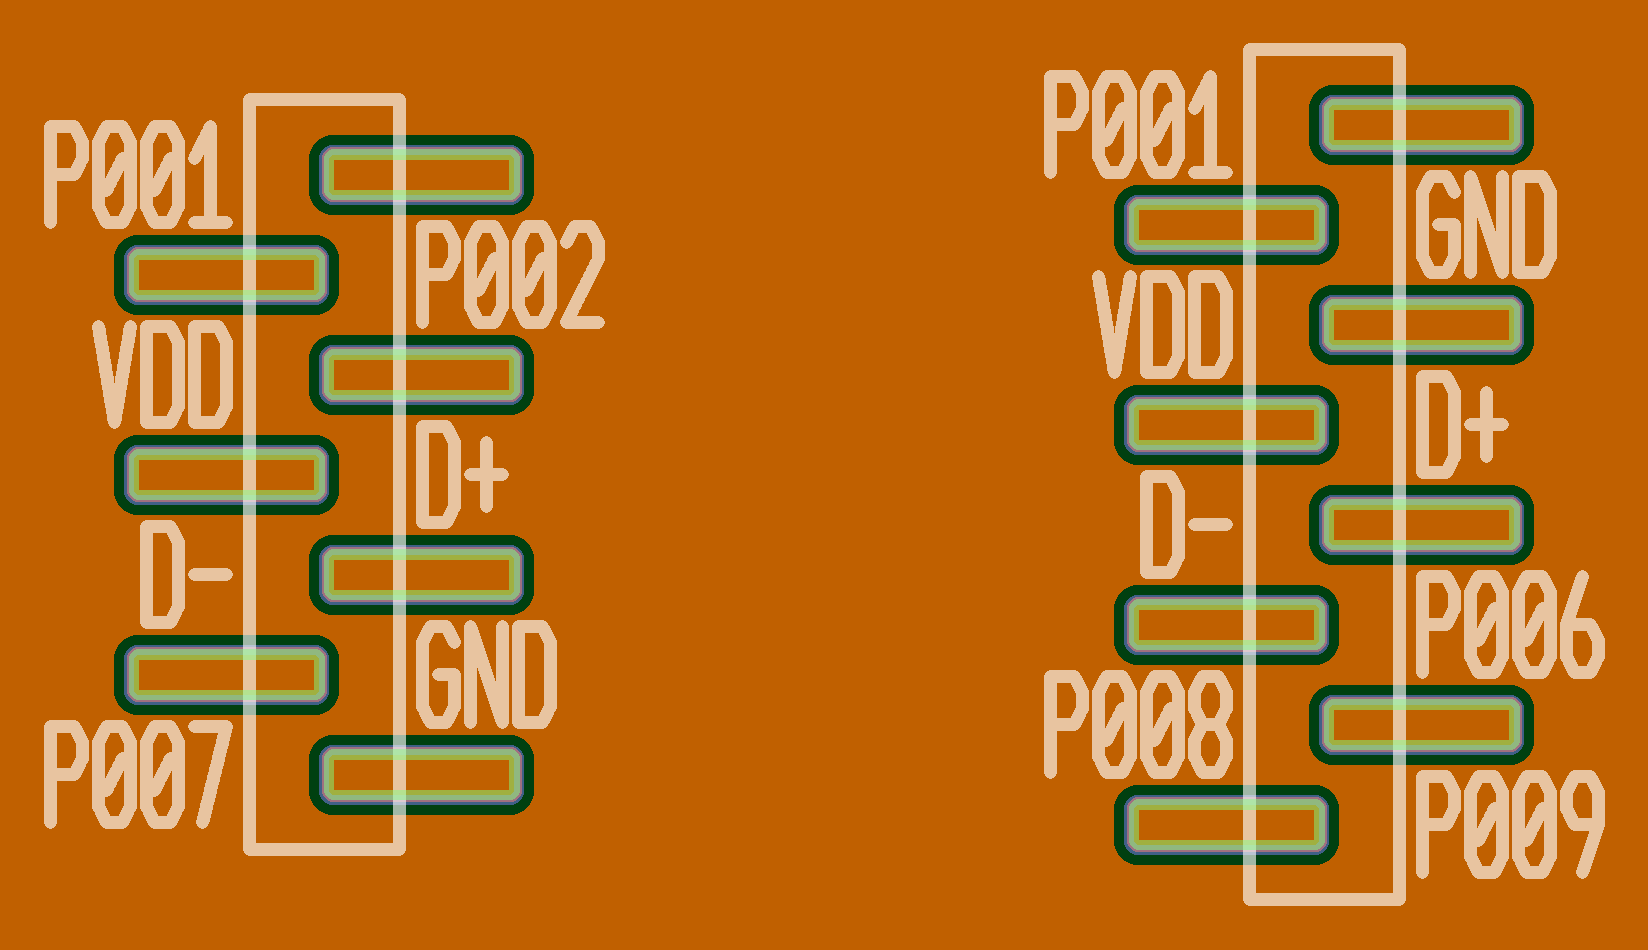 P001
P002
VDD
D+
D-
GND
P007
P001
GND
VDD
D+
D-
P006
P008
P009